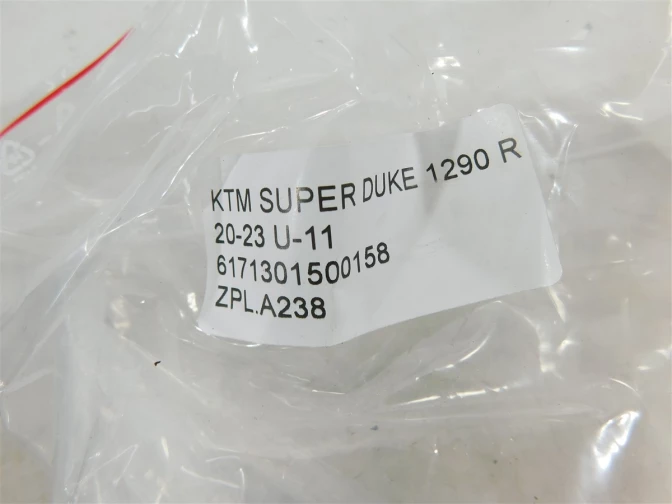 KTM SUPER DUKE 1290 R
20-23 U-11
6171301500158
ZPL.A238